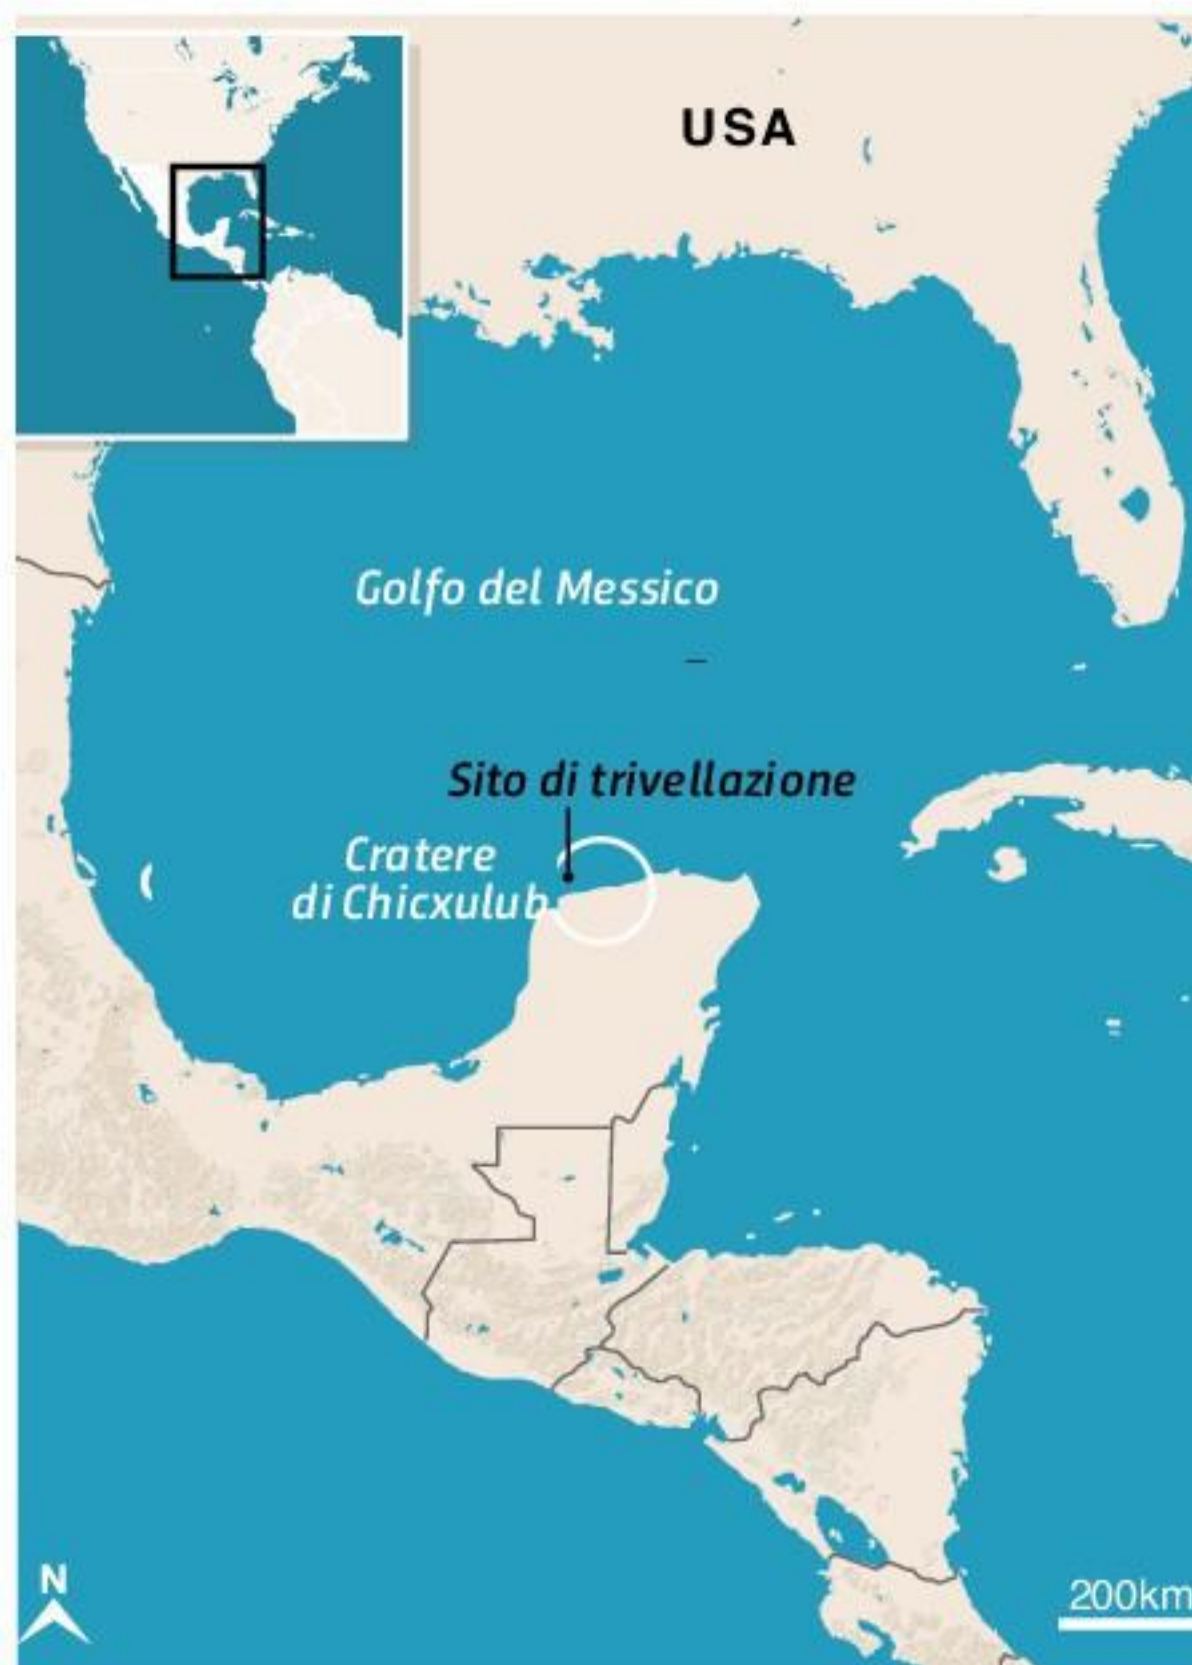 USA
Golfo del Messico
Sito di trivellazione
Cratere
di Chicxulub
N
200km